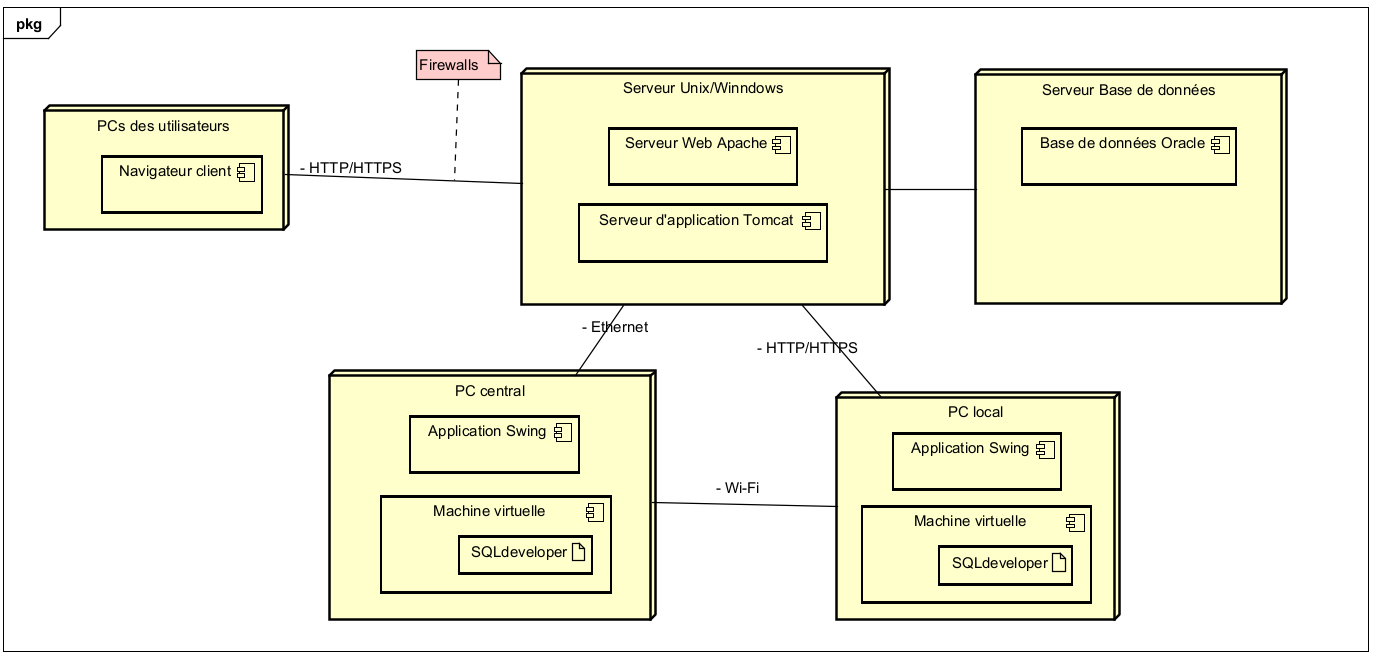 pkg
Firewalls
PCs des utilisateurs
Navigateur client
- HTTP/HTTPS
Serveur Unix/Winndows
Serveur Web Apache
Serveur d'application Tomcat
Serveur Base de données
Base de données Oracle
- Ethernet
- HTTP/HTTPS
PC central
Application Swing
Machine virtuelle
SQLdeveloper
- Wi-Fi
PC local
Application Swing
Machine virtuelle
SQLdeveloper